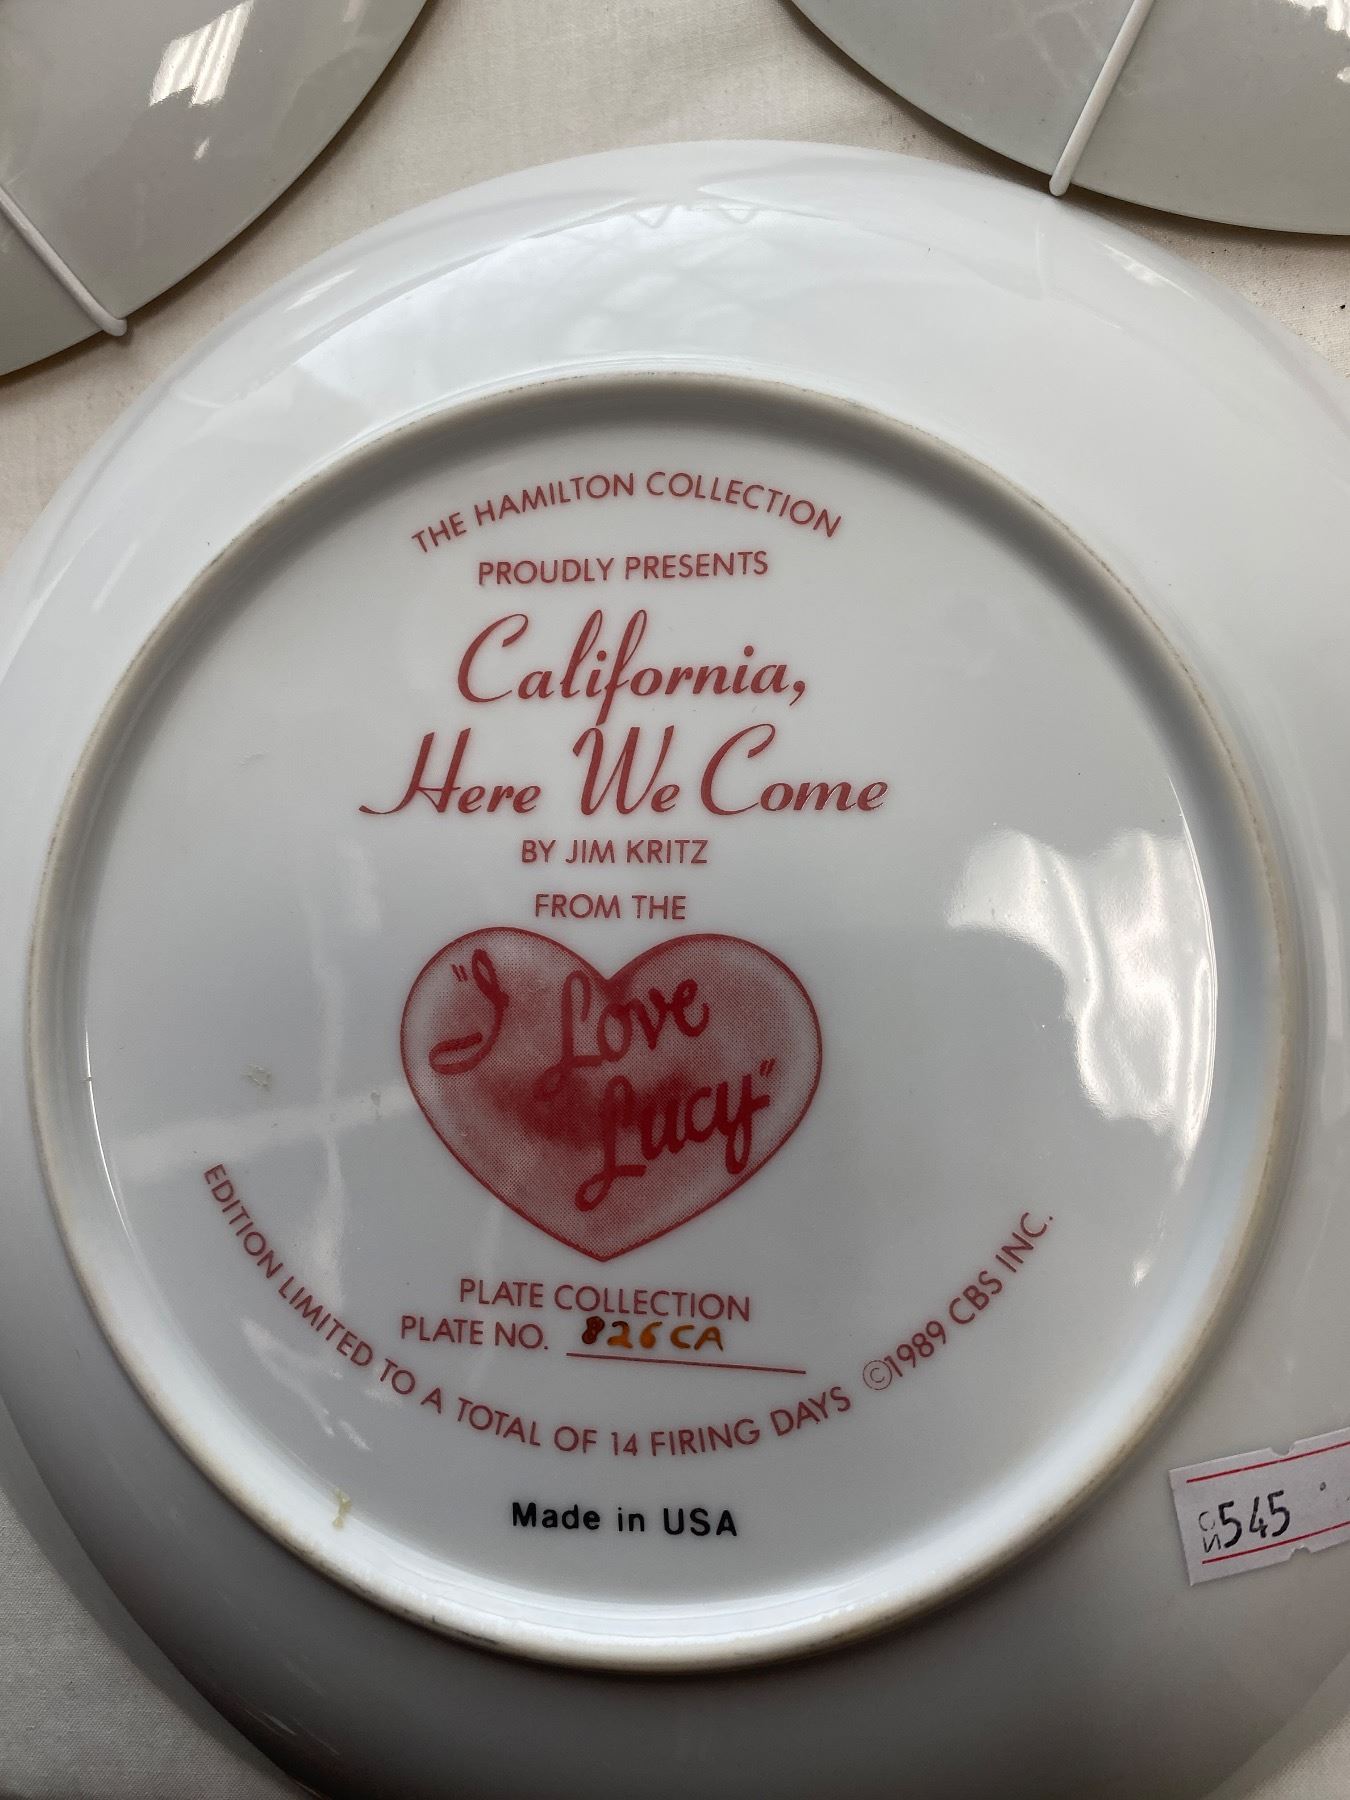 THE HAMILTON COLLECTION
PROUDLY PRESENTS
California,
Here We Come
BY JIM KRITZ
FROM THE
"I Love
Lucy"
PLATE COLLECTION
PLATE NO. 826CA
EDITION LIMITED TO A TOTAL OF 14 FIRING DAYS ©1989 CBS INC.
Made in USA
545